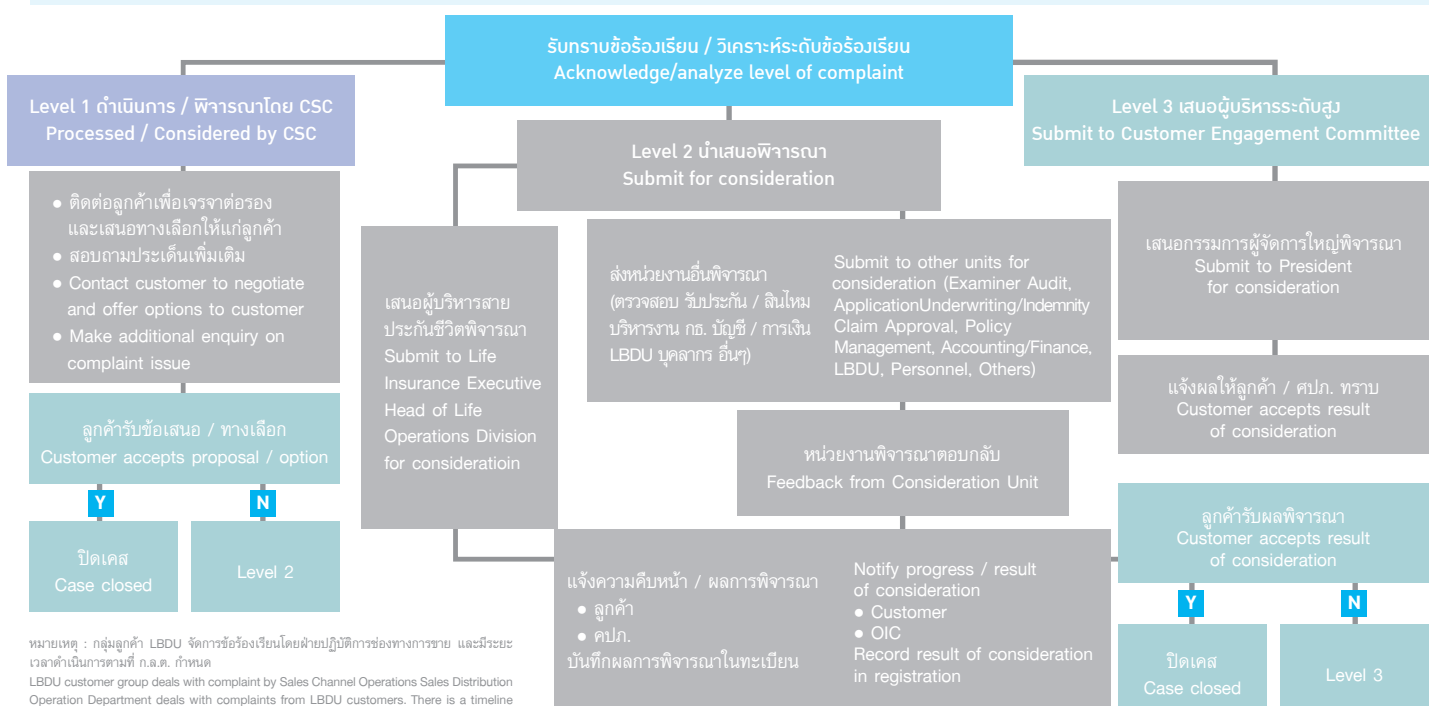 รับทราบข้อร้องเรียน / วิเคราะห์ระดับข้อร้องเรียน
Acknowledge/analyze level of complaint
Level 1 ดำเนินการ / พิจารณาโดย CSC
Processed / Considered by CSC
● ติดต่อลูกค้าเพื่อเจรจาต่อรอง
และเสนอทางเลือกให้แก่ลูกค้า
● สอบถามประเด็นเพิ่มเติม
● Contact customer to negotiate
and offer options to customer
● Make additional enquiry on
complaint issue
ลูกค้ารับข้อเสนอ / ทางเลือก
Customer accepts proposal / option
Y
N
ปิดเคส
Case closed
Level 2
Level 2 นำเสนอพิจารณา
Submit for consideration
เสนอผู้บริหารสาย
ประกันชีวิตพิจารณา
Submit to Life
Insurance Executive
Head of Life
Operations Division
for consideratioin
ส่งหน่วยงานอื่นพิจารณา
(ตรวจสอบ รับประกัน / สินไหม
บริหารงาน กธ. บัญชี / การเงิน
LBDU บุคลากร อื่นๆ)
Submit to other units for
consideration (Examiner Audit,
ApplicationUnderwriting/Indemnity
Claim Approval, Policy
Management, Accounting/Finance,
LBDU, Personnel, Others)
หน่วยงานพิจารณาตอบกลับ
Feedback from Consideration Unit
แจ้งความคืบหน้า / ผลการพิจารณา
● ลูกค้า
● คปภ.
บันทึกผลการพิจารณาในทะเบียน
Notify progress / result
of consideration
● Customer
● OIC
Record result of consideration
in registration
Level 3 เสนอผู้บริหารระดับสูง
Submit to Customer Engagement Committee
เสนอกรรมการผู้จัดการใหญ่พิจารณา
Submit to President
for consideration
แจ้งผลให้ลูกค้า / ศปภ. ทราบ
Customer accepts result
of consideration
ลูกค้ารับผลพิจารณา
Customer accepts result
of consideration
Y
N
ปิดเคส
Case closed
Level 3
หมายเหตุ : กลุ่มลูกค้า LBDU จัดการข้อร้องเรียนโดยฝ่ายปฏิบัติการช่องทางการขาย และมีระยะ
เวลาดำเนินการตามที่ ก.ล.ต. กำหนด
LBDU customer group deals with complaint by Sales Channel Operations Sales Distribution
Operation Department deals with complaints from LBDU customers. There is a timeline